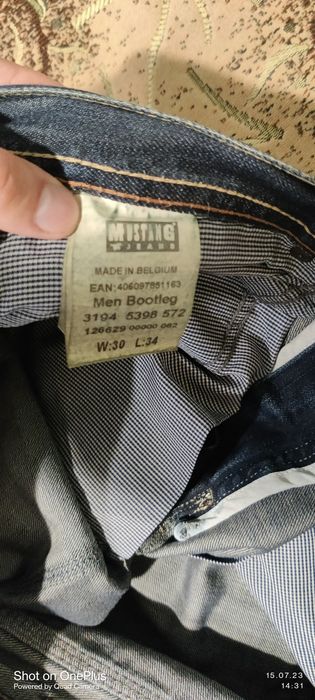 MUSTANG
JEANS
MADE IN BELGIUM
EAN: 406097851163
Men Bootleg
3194 5398 572
126629 00000 062
W:30 L:34
Shot on OnePlus
Powered by Quad Camera
15.07.23
14:31